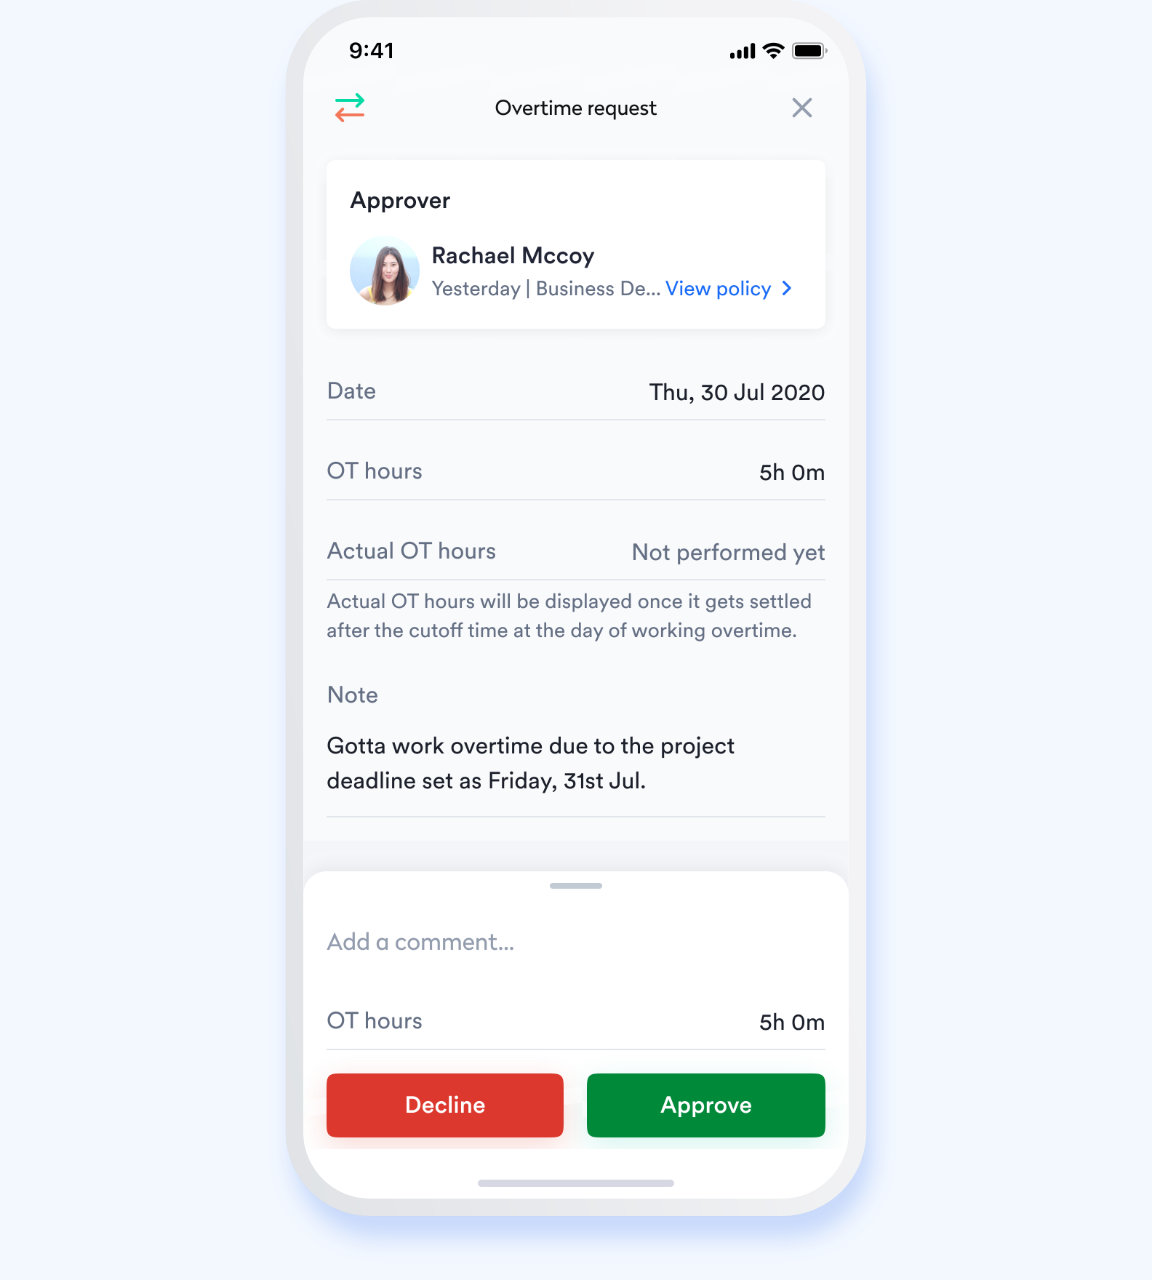 9:41
Overtime request
Approver
Rachael Mccoy
Yesterday | Business De... View policy
Date
Thu, 30 Jul 2020
OT hours
5h 0m
Actual OT hours
Not performed yet
Actual OT hours will be displayed once it gets settled
after the cutoff time at the day of working overtime.
Note
Gotta work overtime due to the project
deadline set as Friday, 31st Jul.
Add a comment...
OT hours
5h 0m
Decline
Approve